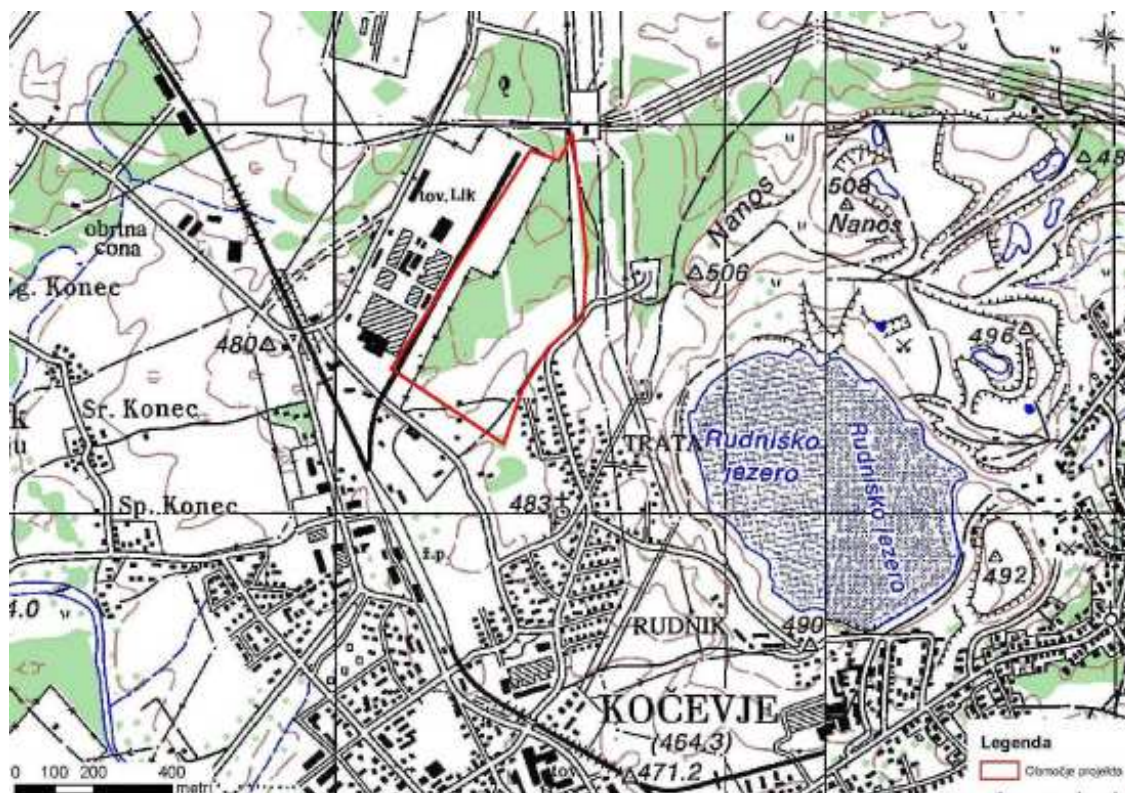 Q
48
tov. Lik
508
Nanos
Nanos
obrtna
cona
506
Zg. Konec
480
496
Sr. Konec
TRATA
Rudniško
jezero
Rudniško jezero
Sp. Konec
483
ž.p.
492
4.0
RUDNIK
490
KOČEVJE
(464.3)
471.2
tov.
Legenda
Območje projekta
0 100 200 400
metri